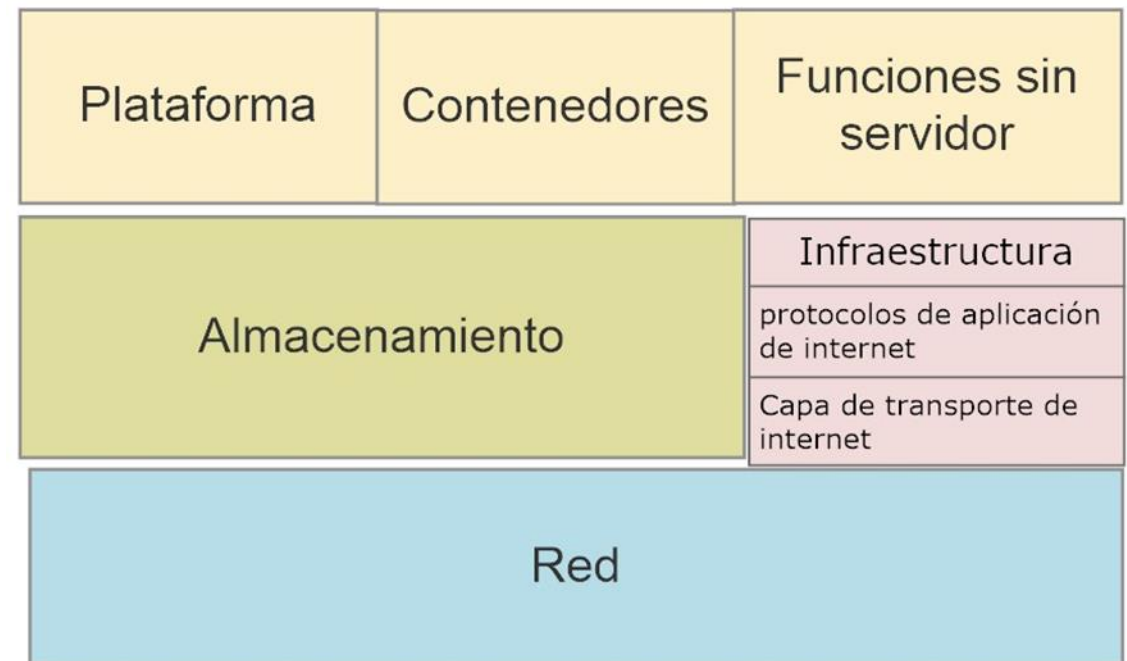 Plataforma
Contenedores
Funciones sin
servidor
Almacenamiento
Infraestructura
protocolos de aplicación
de internet
Capa de transporte de
internet
Red